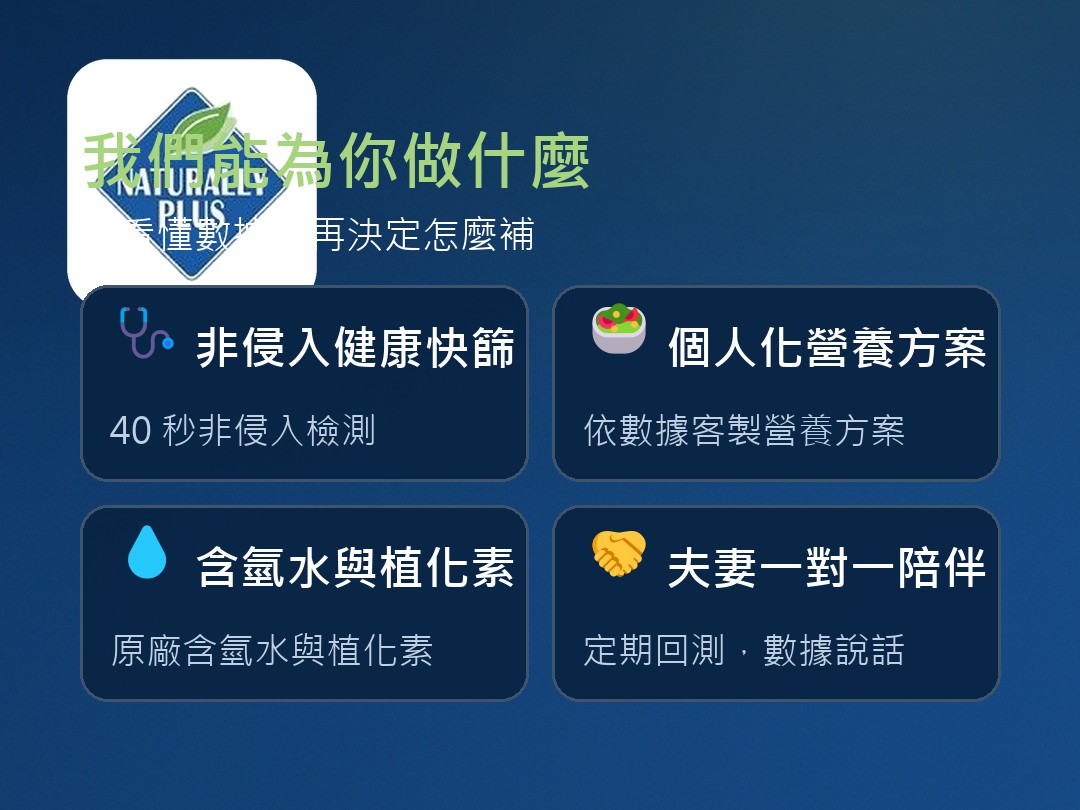 我們能為你做什麼
NATURALLY
PLUS
看懂數據 再決定怎麼補
非侵入健康快篩
40 秒非侵入檢測
個人化營養方案
依數據客製營養方案
含氫水與植化素
原廠含氫水與植化素
夫妻一對一陪伴
定期回測，數據說話